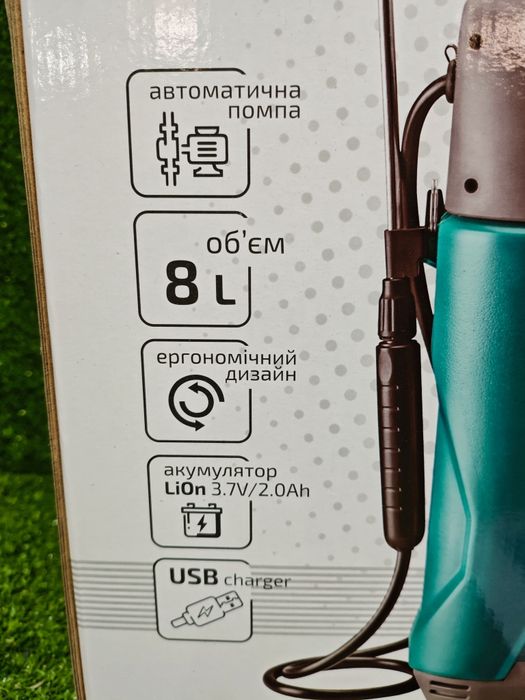 автоматична
помпа
об'єм
8 L
ергономічний
дизайн
акумулятор
LiOn 3.7V/2.0Ah
USB charger